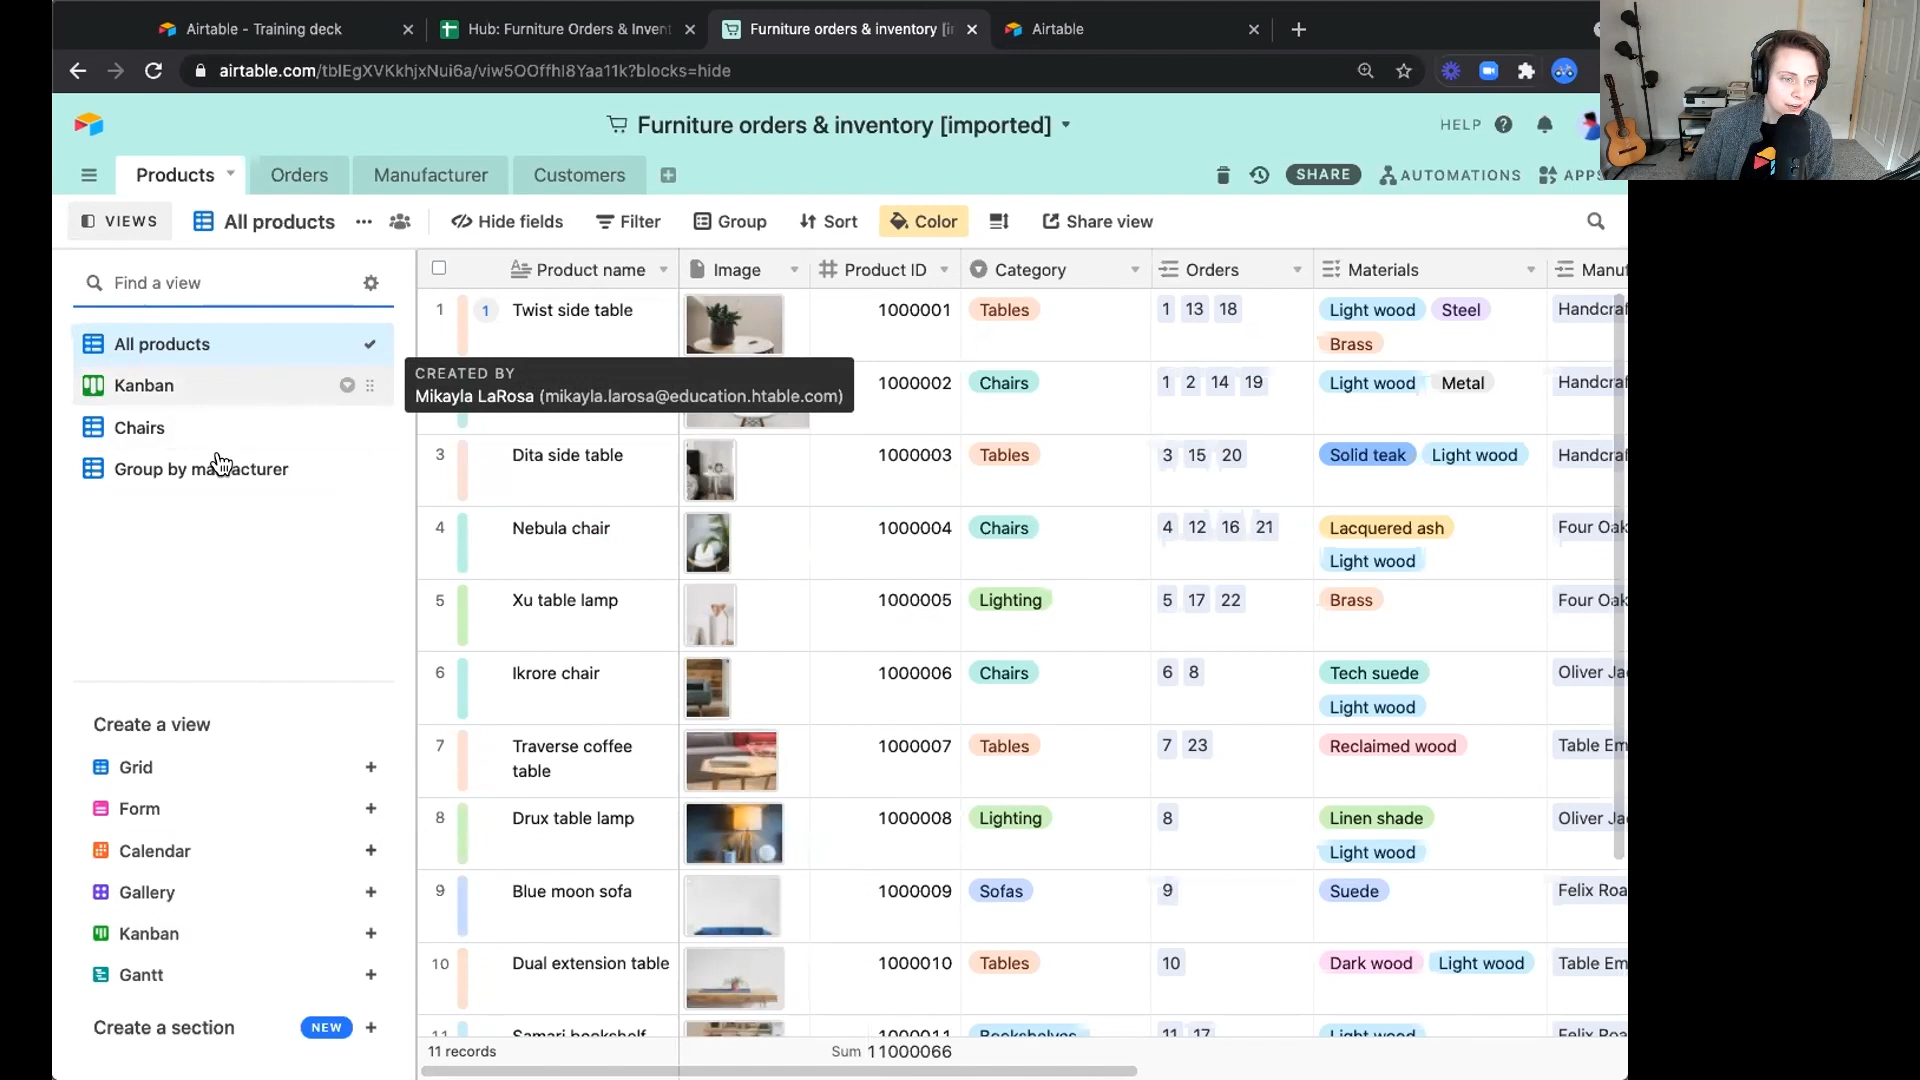 Airtable - Training deck
Hub: Furniture Orders & Invent
Furniture orders & inventory [i
Airtable
airtable.com/tblEgXVKkhjxNui6a/viw5OOffhl8Yaa11k?blocks=hide
Furniture orders & inventory [imported]
HELP
Products
Orders
Manufacturer
Customers
SHARE
AUTOMATIONS
APPS
VIEWS
All products
Hide fields
Filter
Group
Sort
Color
Share view
Find a view
All products
Kanban
Chairs
Group by manufacturer
Create a view
Grid
Form
Calendar
Gallery
Kanban
Gantt
Create a section NEW
CREATED BY
Mikayla LaRosa (mikayla.larosa@education.htable.com)
Product name Image Product ID Category Orders Materials Manuf
1 1 Twist side table 1000001 Tables 1 13 18 Light wood Steel Handcraf
Brass
1000002 Chairs 1 2 14 19 Light wood Metal Handcraf
3 Dita side table 1000003 Tables 3 15 20 Solid teak Light wood Handcraf
4 Nebula chair 1000004 Chairs 4 12 16 21 Lacquered ash Four Oak
Light wood
5 Xu table lamp 1000005 Lighting 5 17 22 Brass Four Oak
6 Ikrore chair 1000006 Chairs 6 8 Tech suede Oliver Ja
Light wood
7 Traverse coffee 1000007 Tables 7 23 Reclaimed wood Table Em
table
8 Drux table lamp 1000008 Lighting 8 Linen shade Oliver Ja
Light wood
9 Blue moon sofa 1000009 Sofas 9 Suede Felix Roa
10 Dual extension table 1000010 Tables 10 Dark wood Light wood Table Em
11 Samari bookshelf 1000011 Bookshelves 11 17 Light wood Felix Roa
11 records Sum 11000066